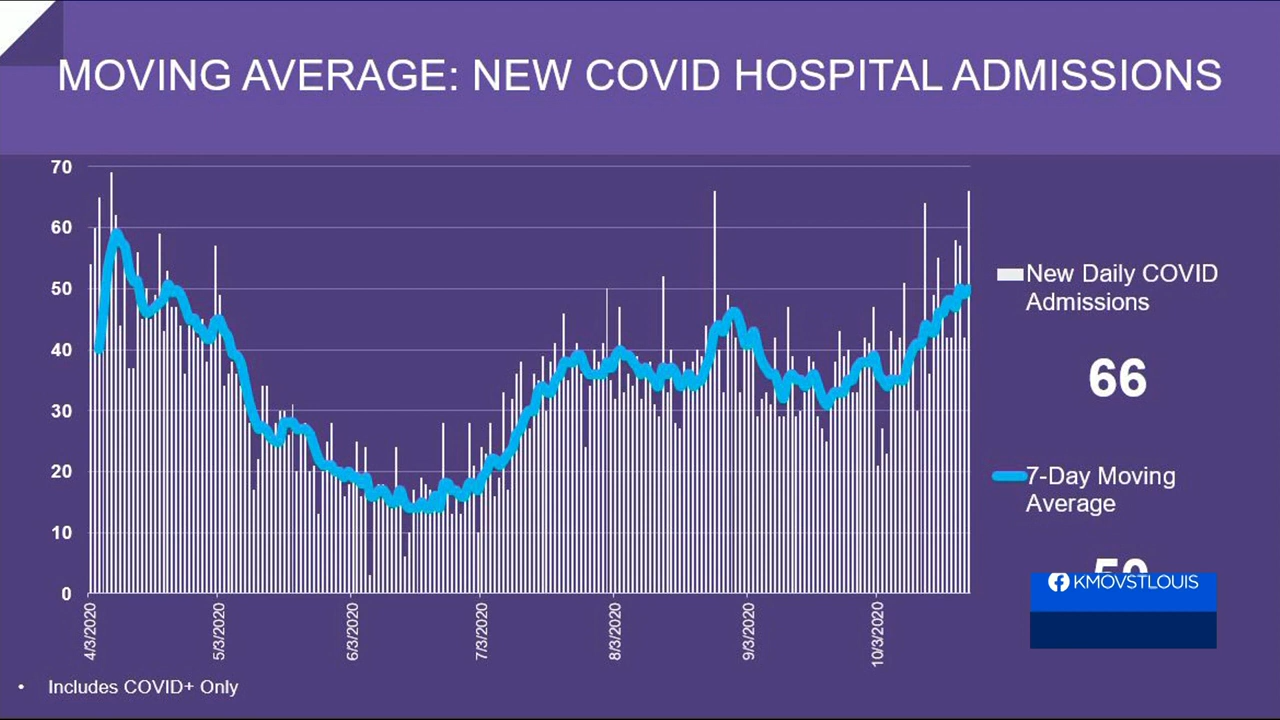 MOVING AVERAGE: NEW COVID HOSPITAL ADMISSIONS
70
60
50
40
30
20
10
0
4/3/2020
5/3/2020
6/3/2020
7/3/2020
8/3/2020
9/3/2020
10/3/2020
New Daily COVID
Admissions
66
7-Day Moving
Average
KMOVSTLOUIS
• Includes COVID+ Only